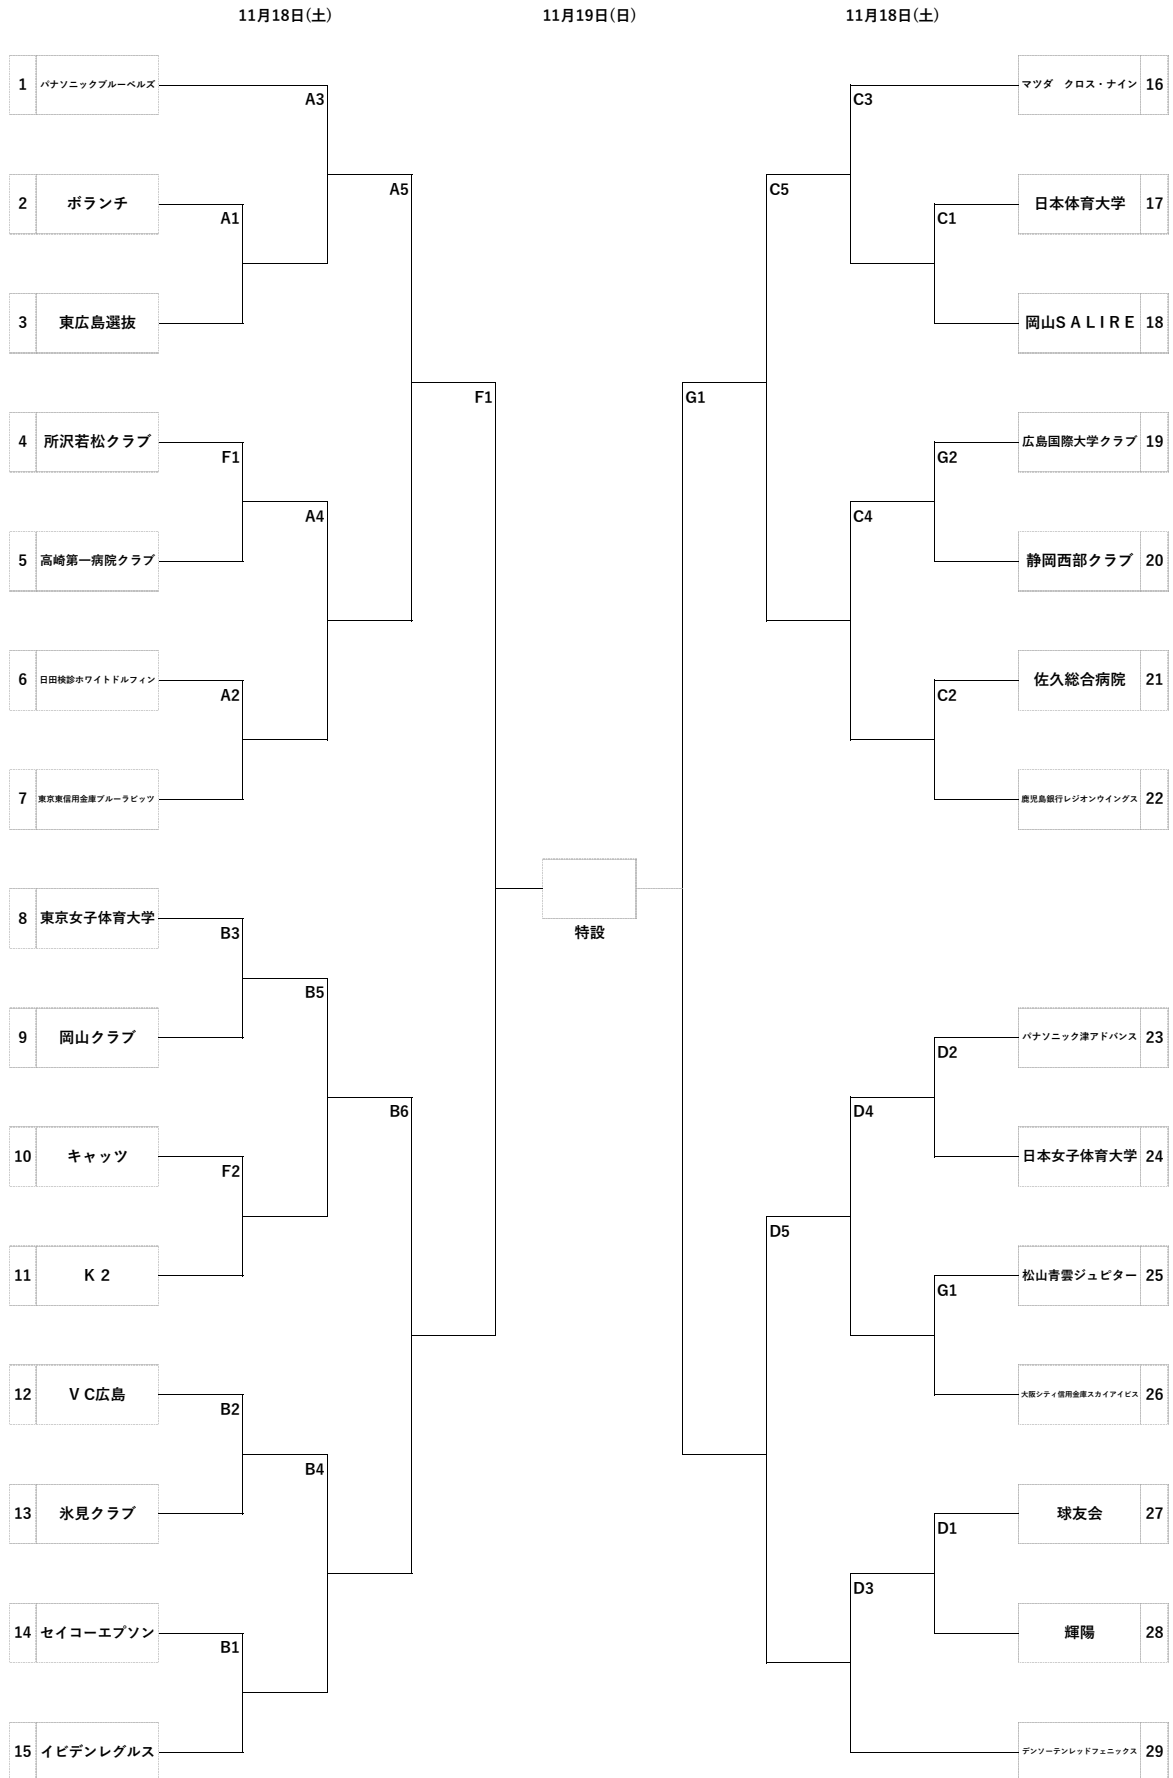 11月18日(土) 11月19日(日) 11月18日(土)
1 パナソニックブルーベルズ マツダ　クロス・ナイン 16
A3 C3
A5 C5
2 ボランチ 日本体育大学 17
A1 C1
3 東広島選抜 岡山ＳＡＬＩＲＥ 18
F1 G1
4 所沢若松クラブ 広島国際大学クラブ 19
F1 G2
A4 C4
5 高崎第一病院クラブ 静岡西部クラブ 20
6 日田検診ホワイトドルフィン 佐久総合病院 21
A2 C2
7 東京東信用金庫ブルーラビッツ 鹿児島銀行レジオンウイングス 22
8 東京女子体育大学
B3 特設
B5
9 岡山クラブ パナソニック津アドバンス 23
D2
B6 D4
10 キャッツ 日本女子体育大学 24
F2
D5
11 Ｋ２ 松山青雲ジュピター 25
G1
12 ＶＣ広島 大阪シティ信用金庫スカイアイビス 26
B2
B4
13 氷見クラブ 球友会 27
D1
D3
14 セイコーエプソン 輝陽 28
B1
15 イビデンレグルス デンソーテンレッドフェニックス 29